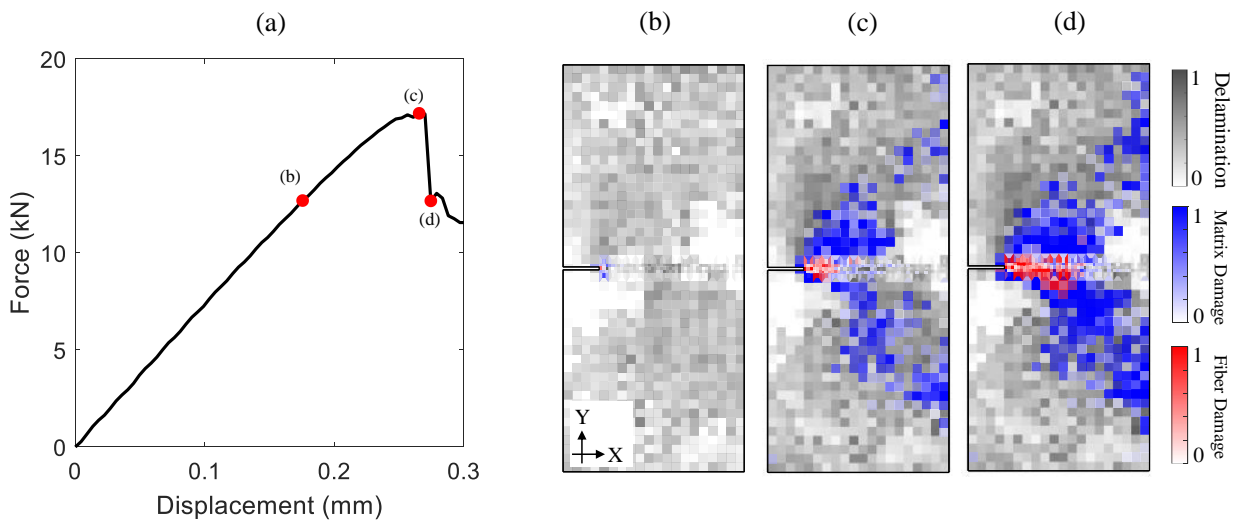 (a)
(b)
(c)
(d)
20
15
10
5
0
Force (kN)
(b)
(c)
(d)
0
0.1
0.2
0.3
Displacement (mm)
Y
X
1
0
Delamination
1
0
Matrix Damage
1
0
Fiber Damage